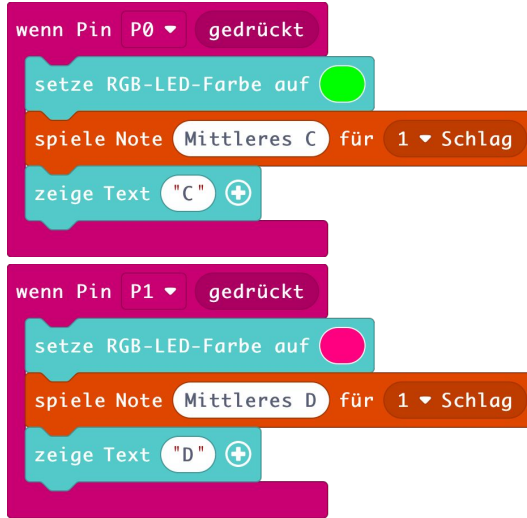 wenn Pin P0 gedrückt
setze RGB-LED-Farbe auf
spiele Note Mittleres C für 1 Schlag
zeige Text "C"
wenn Pin P1 gedrückt
setze RGB-LED-Farbe auf
spiele Note Mittleres D für 1 Schlag
zeige Text "D"